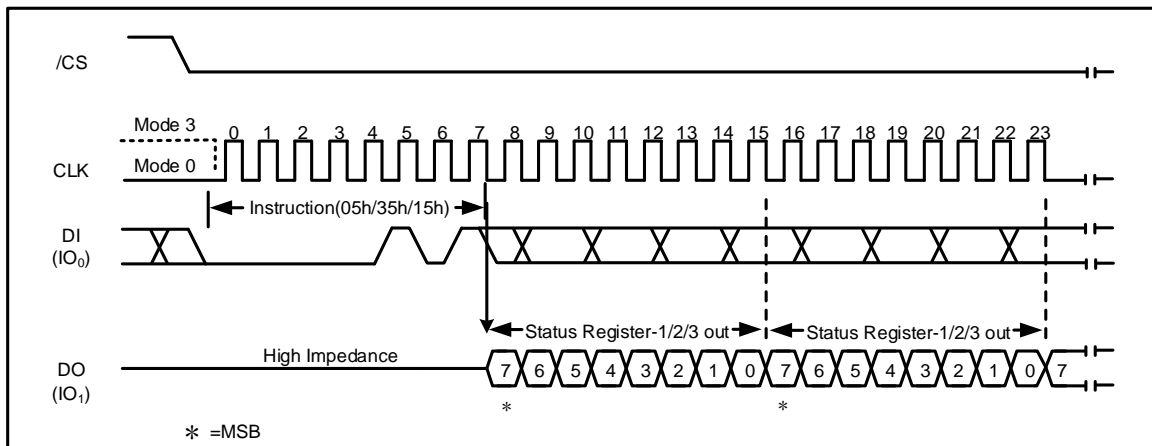 /CS
Mode 3
0 1 2 3 4 5 6 7 8 9 10 11 12 13 14 15 16 17 18 19 20 21 22 23
CLK
Mode 0
Instruction(05h/35h/15h)
DI
(IO0)
Status Register-1/2/3 out
Status Register-1/2/3 out
High Impedance
DO
(IO1)
7 6 5 4 3 2 1 0 7 6 5 4 3 2 1 0 7
* *
* =MSB